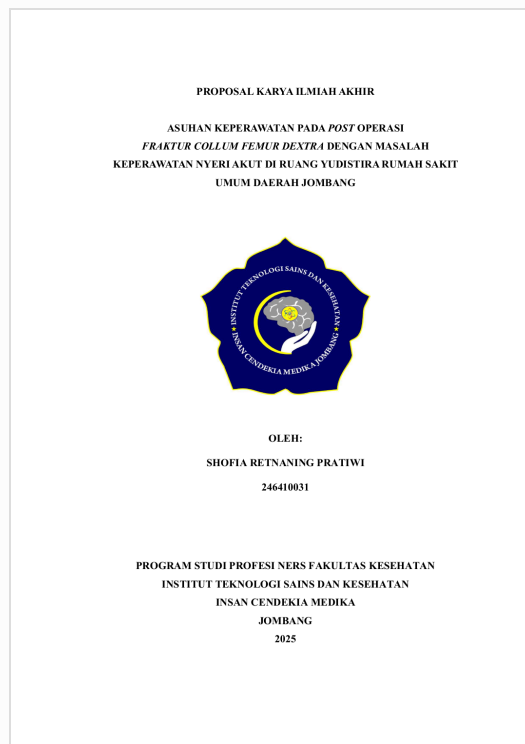 PROPOSAL KARYA ILMIAH AKHIR
ASUHAN KEPERAWATAN PADA POST OPERASI
FRAKTUR COLLUM FEMUR DEXTRA DENGAN MASALAH
KEPERAWATAN NYERI AKUT DI RUANG YUDISTIRA RUMAH SAKIT
UMUM DAERAH JOMBANG
INSTITUT TEKNOLOGI SAINS DAN KESEHATAN
INSAN CENDEKIA MEDIKA JOMBANG
OLEH:
SHOFIA RETNANING PRATIWI
246410031
PROGRAM STUDI PROFESI NERS FAKULTAS KESEHATAN
INSTITUT TEKNOLOGI SAINS DAN KESEHATAN
INSAN CENDEKIA MEDIKA
JOMBANG
2025